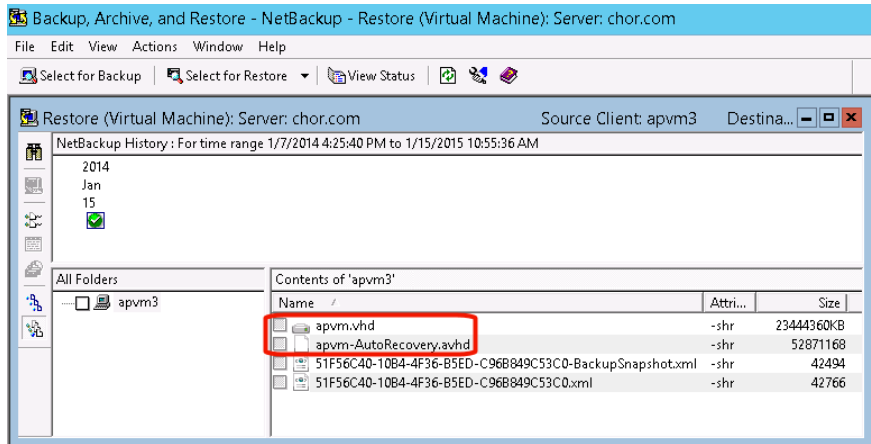 Backup, Archive, and Restore - NetBackup - Restore (Virtual Machine): Server: chor.com
File Edit View Actions Window Help
Select for Backup Select for Restore View Status
Restore (Virtual Machine): Server: chor.com Source Client: apvm3 Destina...
NetBackup History : For time range 1/7/2014 4:25:40 PM to 1/15/2015 10:55:36 AM
2014
Jan
15
All Folders Contents of 'apvm3'
apvm3 Name Attri... Size
apvm.vhd -shr 23444360KB
apvm-AutoRecovery.avhd -shr 52871168
51F56C40-10B4-4F36-B5ED-C96B849C53C0-BackupSnapshot.xml -shr 42494
51F56C40-10B4-4F36-B5ED-C96B849C53C0.xml -shr 42766